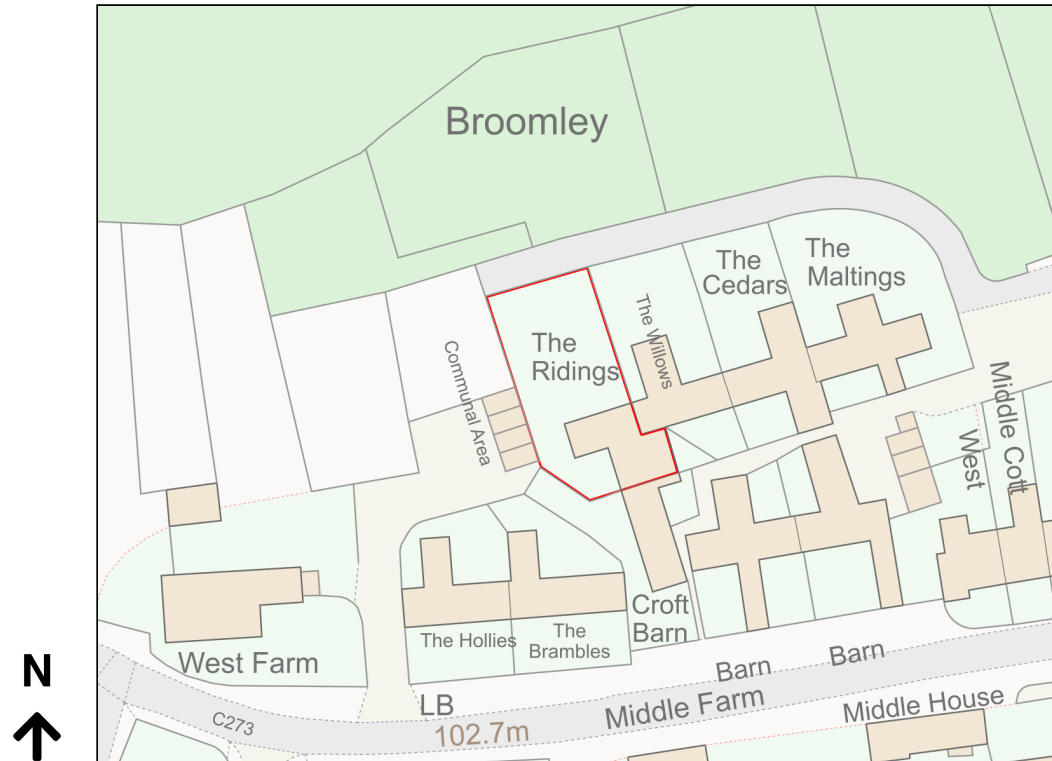 Broomley
The
Cedars
The
Maltings
The Willows
The
Ridings
Communal Area
Middle Cott
West
Croft
Barn
The Hollies
The
Brambles
West Farm
Barn
Barn
LB
Middle Farm
Middle House
C273
102.7m
N